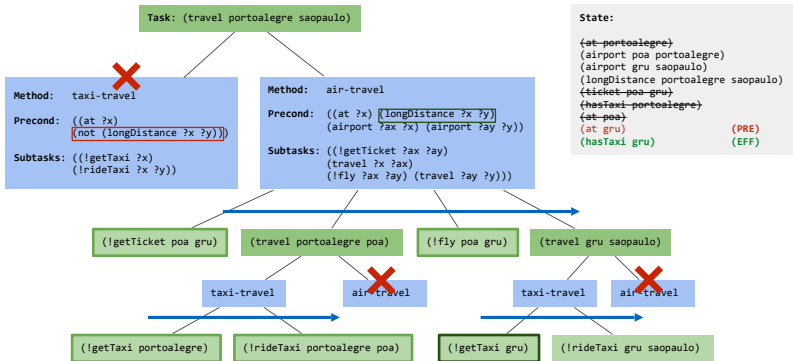 Task: (travel portoalegre saopaulo)
State:
(at portoalegre)
(airport poa portoalegre)
(airport gru saopaulo)
(longDistance portoalegre saopaulo)
(ticket poa gru)
(hasTaxi portoalegre)
(at poa)
(at gru) (PRE)
(hasTaxi gru) (EFF)
Method: taxi-travel
Precond: ((at ?x)
(not (longDistance ?x ?y)))
Subtasks: ((!getTaxi ?x)
(!rideTaxi ?x ?y))
Method: air-travel
Precond: ((at ?x) (longDistance ?x ?y)
(airport ?ax ?x) (airport ?ay ?y))
Subtasks: ((!getTicket ?ax ?ay)
(travel ?x ?ax)
(!fly ?ax ?ay) (travel ?ay ?y)))
(!getTicket poa gru)
(travel portoalegre poa)
(!fly poa gru)
(travel gru saopaulo)
taxi-travel
air-travel
taxi-travel
air-travel
(!getTaxi portoalegre)
(!rideTaxi portoalegre poa)
(!getTaxi gru)
(!rideTaxi gru saopaulo)